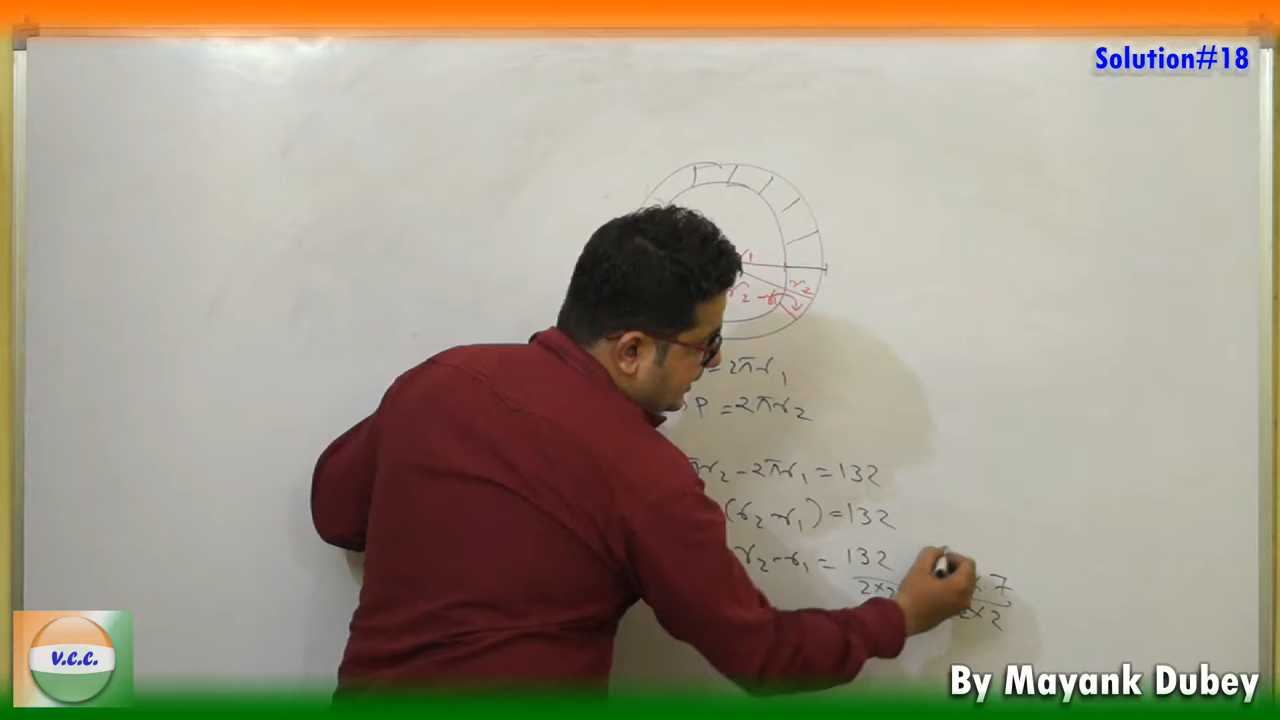 Solution#18
r₂
r₂ - r₁
= 2πr₁
P = 2πr₂
πr₂ - 2πr₁ = 132
(r₂ - r₁) = 132
r₂ - r₁ = 132
2×2
× 7
2×2
V.C.C.
By Mayank Dubey